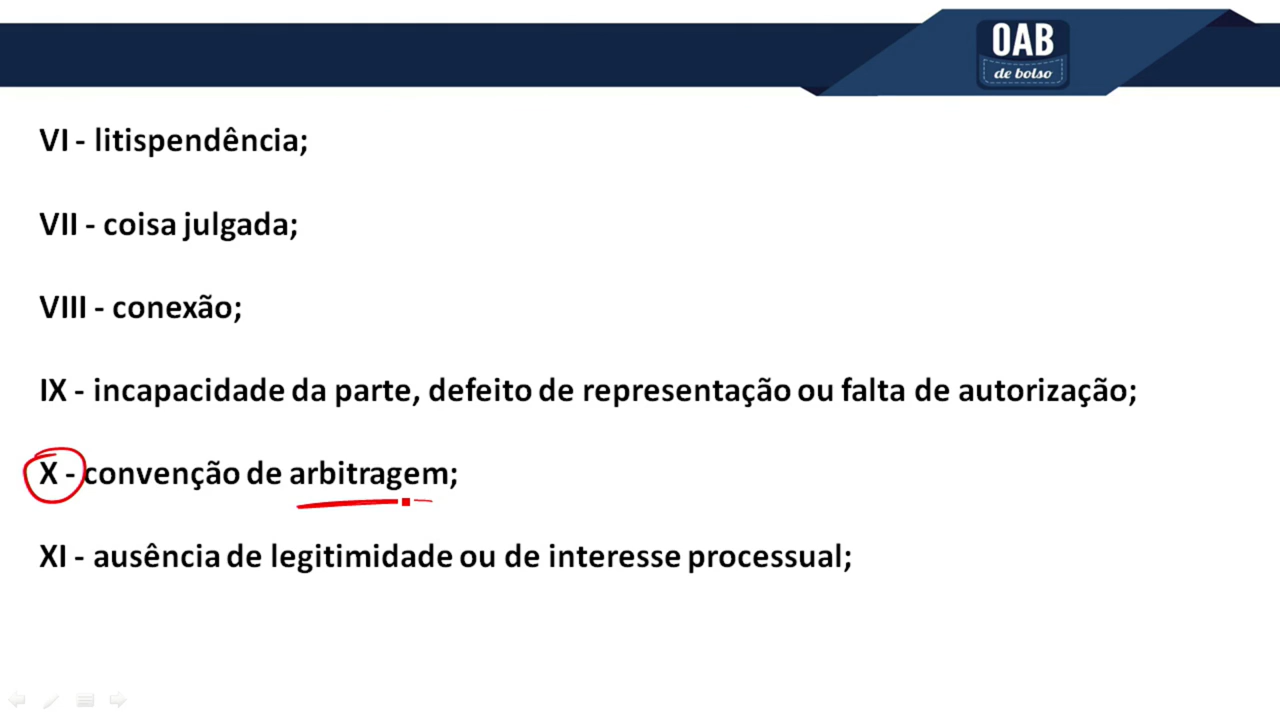 OAB
de bolso
VI - litispendência;
VII - coisa julgada;
VIII - conexão;
IX - incapacidade da parte, defeito de representação ou falta de autorização;
X - convenção de arbitragem;
XI - ausência de legitimidade ou de interesse processual;